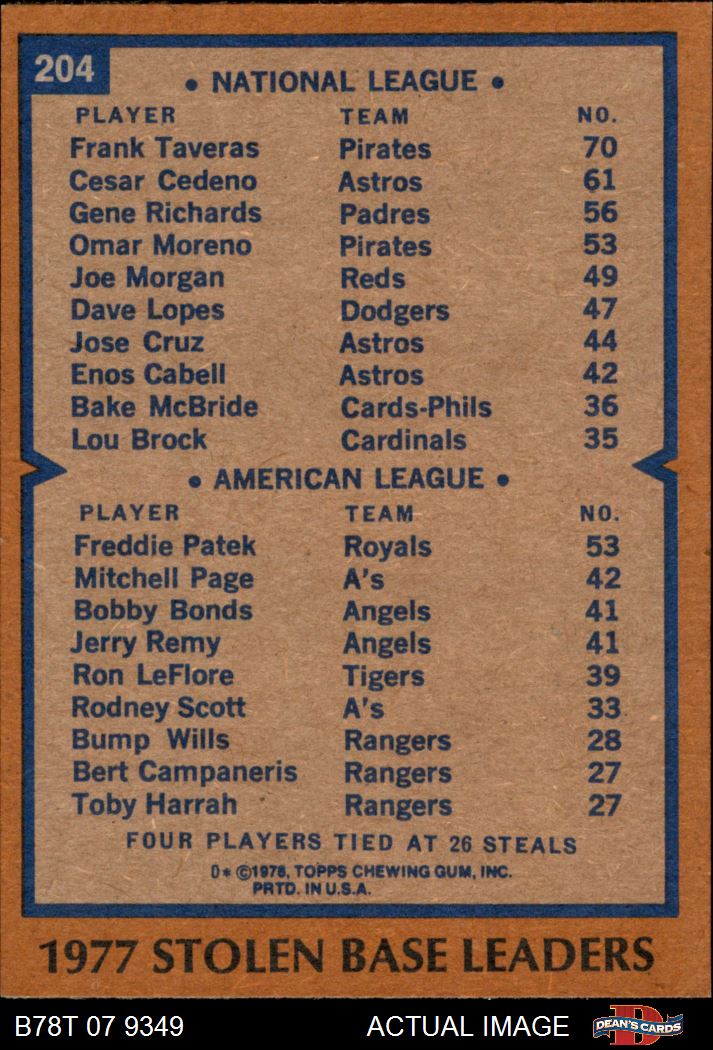 204
• NATIONAL LEAGUE •
PLAYER TEAM NO.
Frank Taveras Pirates 70
Cesar Cedeno Astros 61
Gene Richards Padres 56
Omar Moreno Pirates 53
Joe Morgan Reds 49
Dave Lopes Dodgers 47
Jose Cruz Astros 44
Enos Cabell Astros 42
Bake McBride Cards-Phils 36
Lou Brock Cardinals 35
• AMERICAN LEAGUE •
PLAYER TEAM NO.
Freddie Patek Royals 53
Mitchell Page A's 42
Bobby Bonds Angels 41
Jerry Remy Angels 41
Ron LeFlore Tigers 39
Rodney Scott A's 33
Bump Wills Rangers 28
Bert Campaneris Rangers 27
Toby Harrah Rangers 27
FOUR PLAYERS TIED AT 26 STEALS
D* ©1978, TOPPS CHEWING GUM, INC.
PRTD. IN U.S.A.
1977 STOLEN BASE LEADERS
B78T 07 9349 ACTUAL IMAGE D DEAN'S CARDS